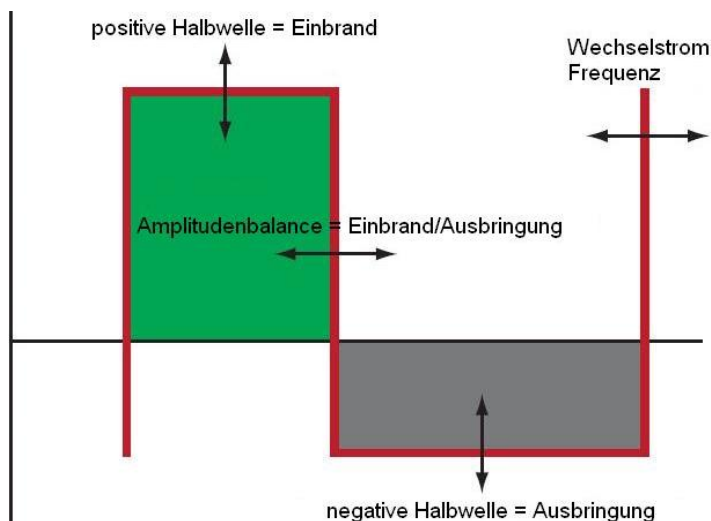 positive Halbwelle = Einbrand
Wechselstrom
Frequenz
Amplitudenbalance = Einbrand/Ausbringung
negative Halbwelle = Ausbringung